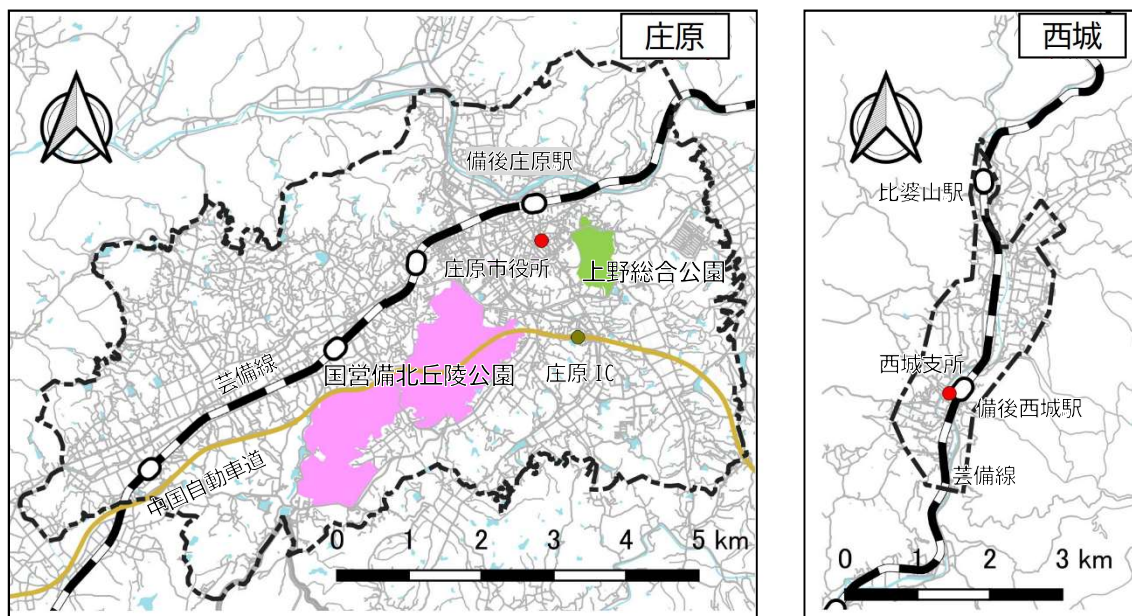 庄原
備後庄原駅
庄原市役所
上野総合公園
芸備線
国営備北丘陵公園
庄原 IC
中国自動車道
0 1 2 3 4 5 km
西城
比婆山駅
西城支所
備後西城駅
芸備線
0 1 2 3 km